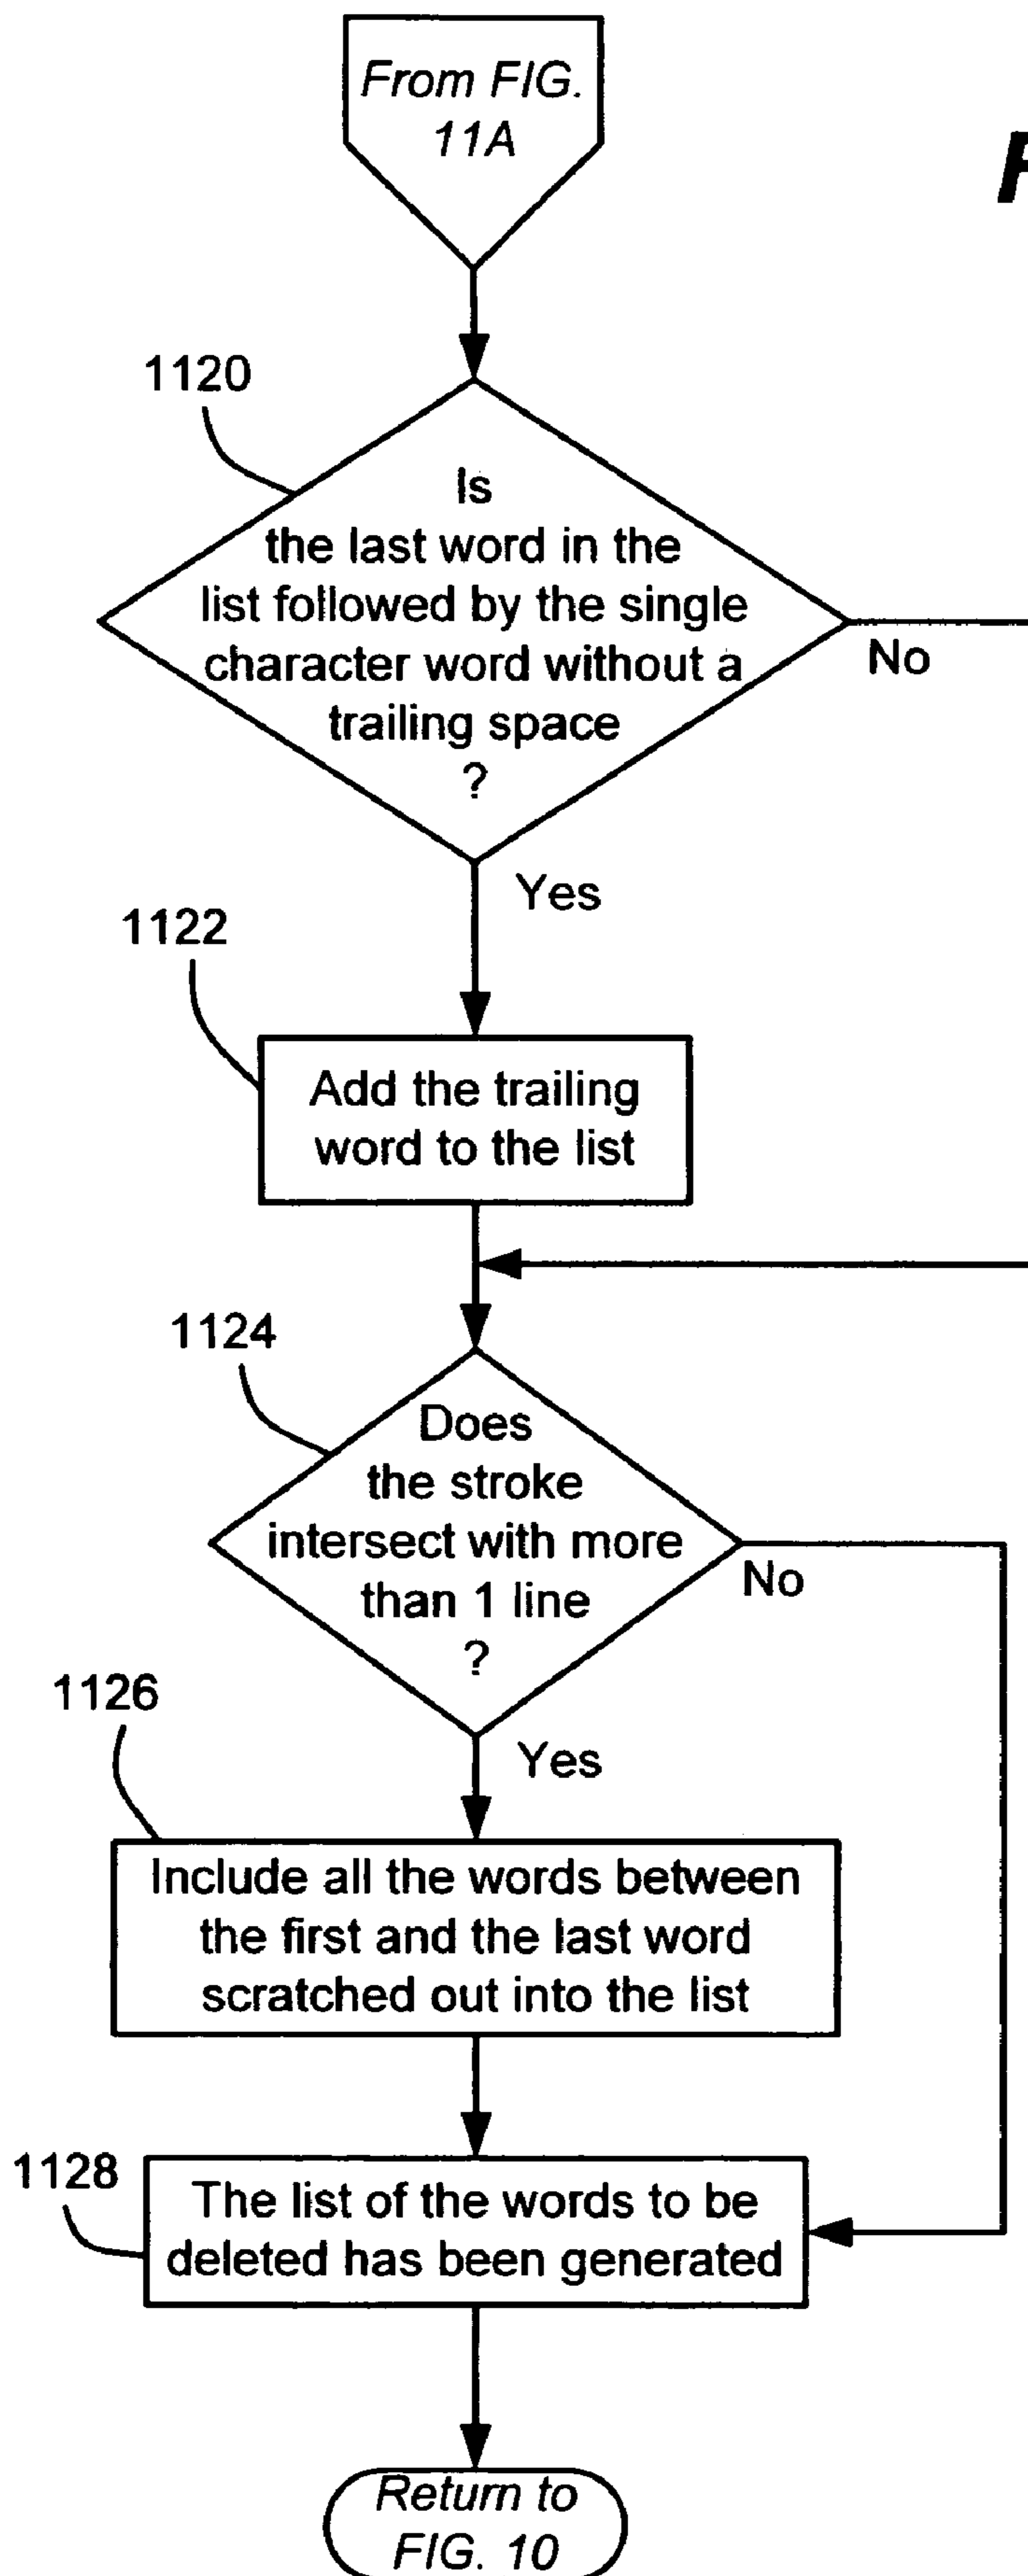 From FIG.
11A
F
1120
Is
the last word in the
list followed by the single
character word without a
trailing space
?
No
Yes
1122
Add the trailing
word to the list
1124
Does
the stroke
intersect with more
than 1 line
?
No
1126
Yes
Include all the words between
the first and the last word
scratched out into the list
1128
The list of the words to be
deleted has been generated
Return to
FIG. 10